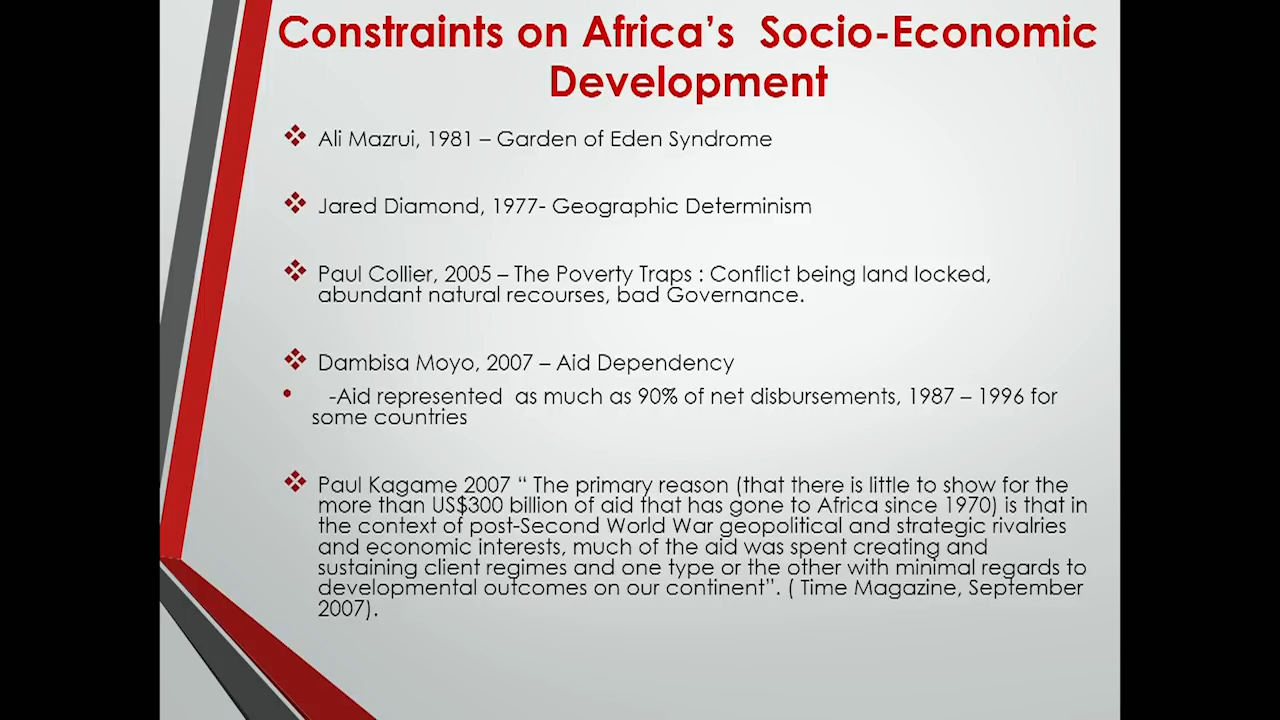 Constraints on Africa’s  Socio-Economic
Development
Ali Mazrui, 1981 – Garden of Eden Syndrome
Jared Diamond, 1977- Geographic Determinism
Paul Collier, 2005 – The Poverty Traps : Conflict being land locked,
abundant natural recourses, bad Governance.
Dambisa Moyo, 2007 – Aid Dependency
-Aid represented  as much as 90% of net disbursements, 1987 – 1996 for
some countries
Paul Kagame 2007 “ The primary reason (that there is little to show for the
more than US$300 billion of aid that has gone to Africa since 1970) is that in
the context of post-Second World War geopolitical and strategic rivalries
and economic interests, much of the aid was spent creating and
sustaining client regimes and one type or the other with minimal regards to
developmental outcomes on our continent”. ( Time Magazine, September
2007).